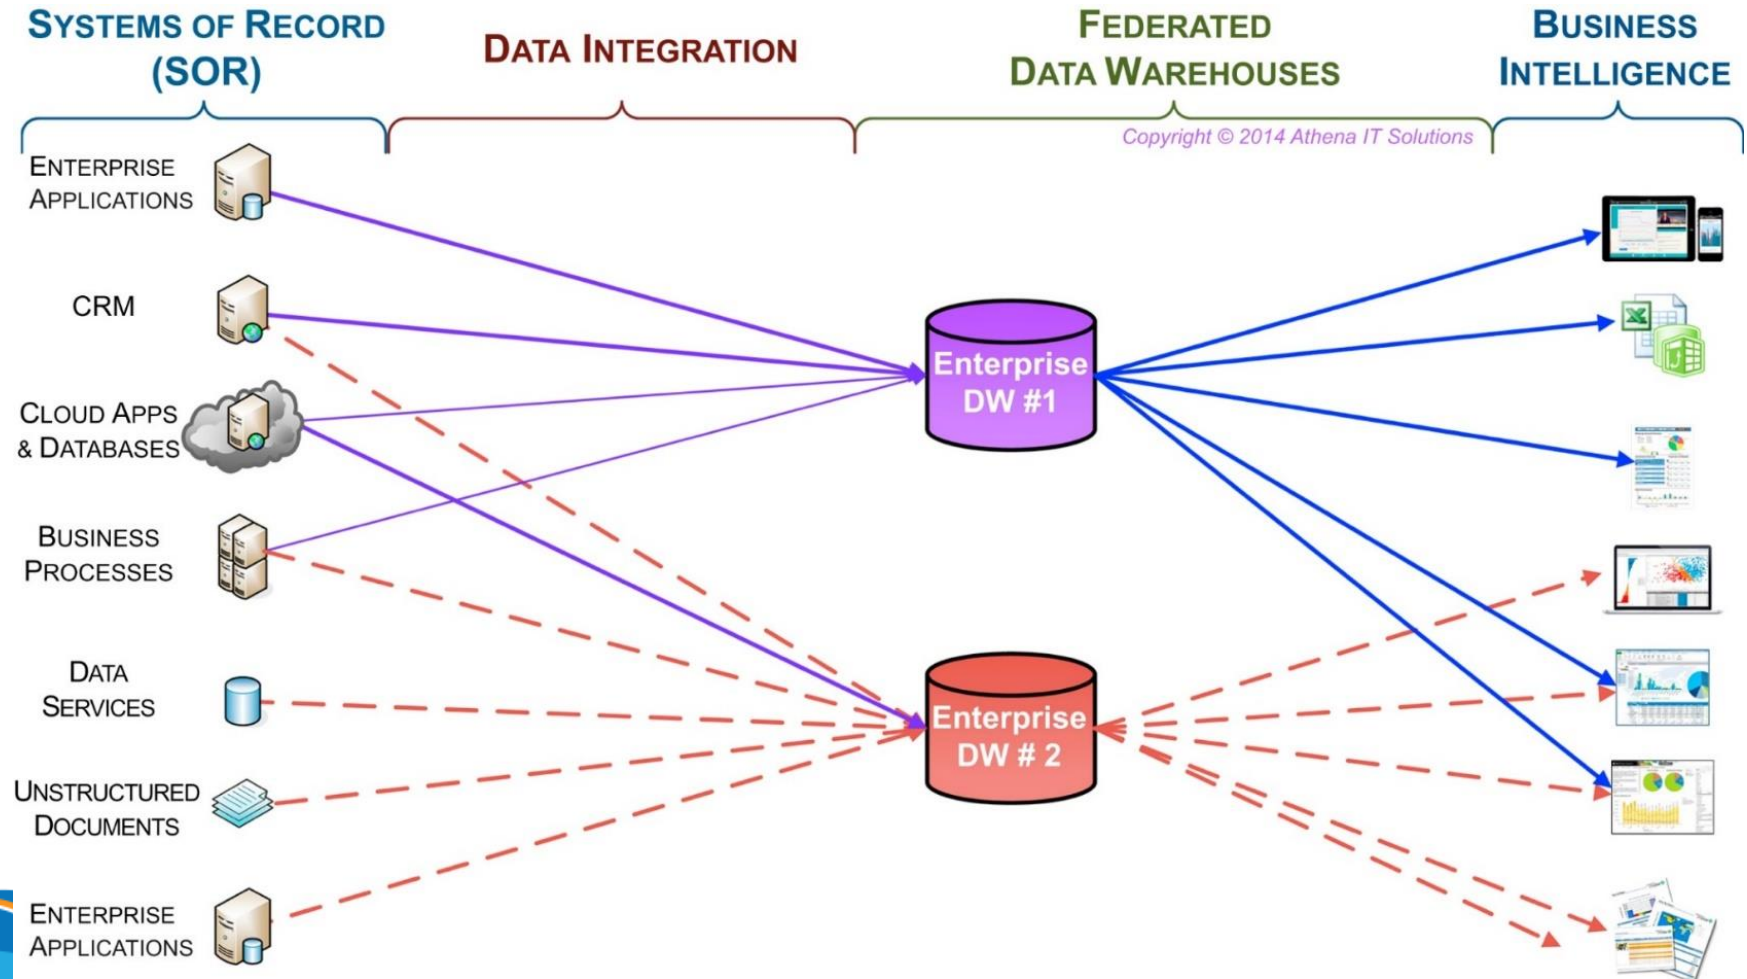 SYSTEMS OF RECORD
(SOR)
DATA INTEGRATION
FEDERATED
DATA WAREHOUSES
BUSINESS
INTELLIGENCE
Copyright © 2014 Athena IT Solutions
ENTERPRISE
APPLICATIONS
CRM
CLOUD APPS
& DATABASES
BUSINESS
PROCESSES
DATA
SERVICES
UNSTRUCTURED
DOCUMENTS
ENTERPRISE
APPLICATIONS
Enterprise
DW #1
Enterprise
DW # 2